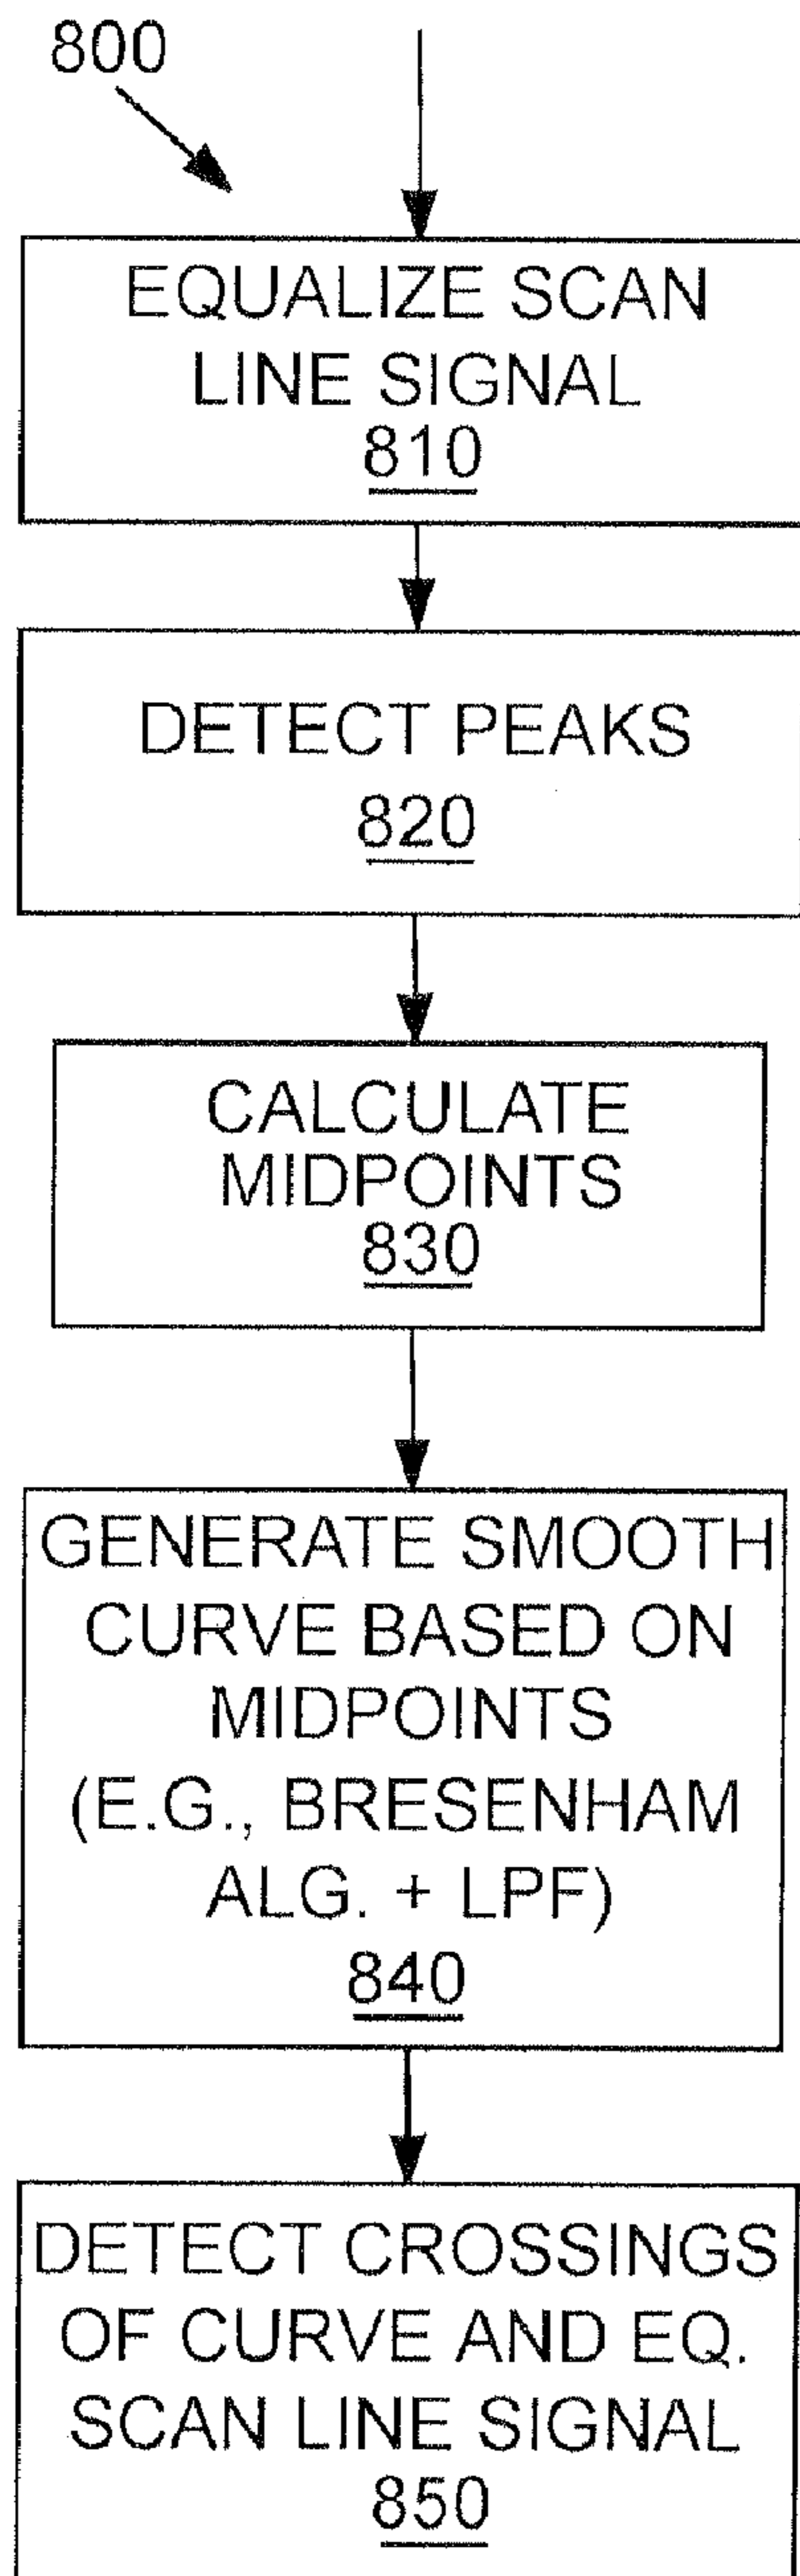 800
EQUALIZE SCAN
LINE SIGNAL
810
DETECT PEAKS
820
CALCULATE
MIDPOINTS
830
GENERATE SMOOTH
CURVE BASED ON
MIDPOINTS
(E.G., BRESENHAM
ALG. + LPF)
840
DETECT CROSSINGS
OF CURVE AND EQ.
SCAN LINE SIGNAL
850